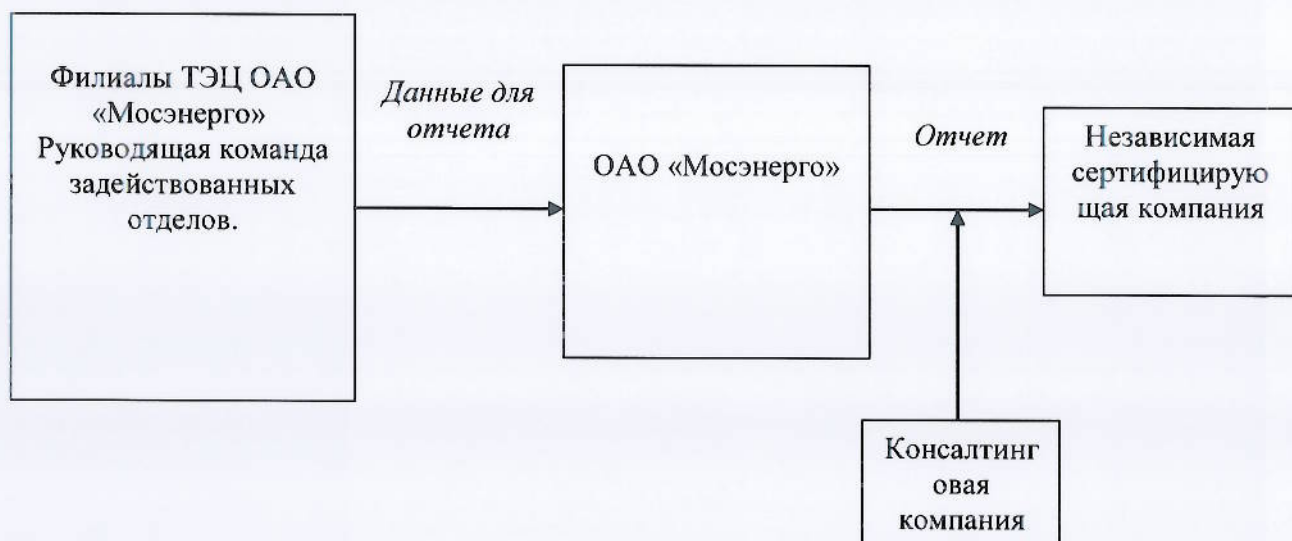 Филиалы ТЭЦ ОАО
«Мосэнерго»
Руководящая команда
задействованных
отделов.
Данные для
отчета
ОАО «Мосэнерго»
Отчет
Независимая
сертифицирую
щая компания
Консалтинг
овая
компания